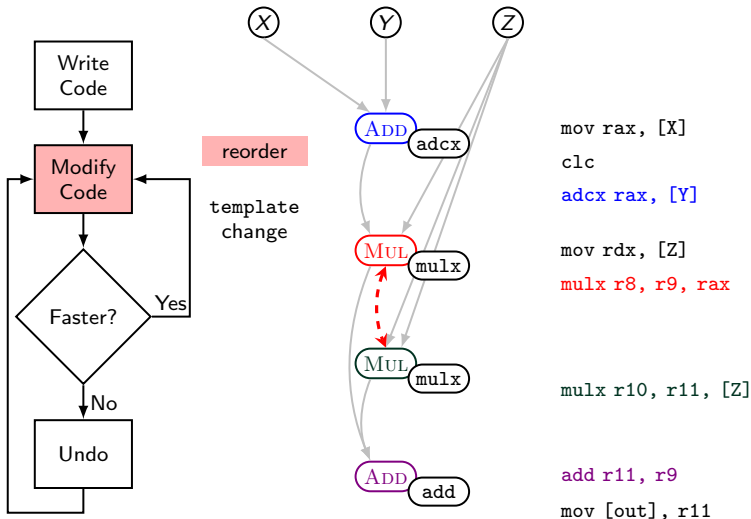 Write
Code
Modify
Code
Faster?
Yes
No
Undo
reorder
template
change
X Y Z
ADD
adcx
MUL
mulx
MUL
mulx
ADD
add
mov rax, [X]
clc
adcx rax, [Y]
mov rdx, [Z]
mulx r8, r9, rax
mulx r10, r11, [Z]
add r11, r9
mov [out], r11